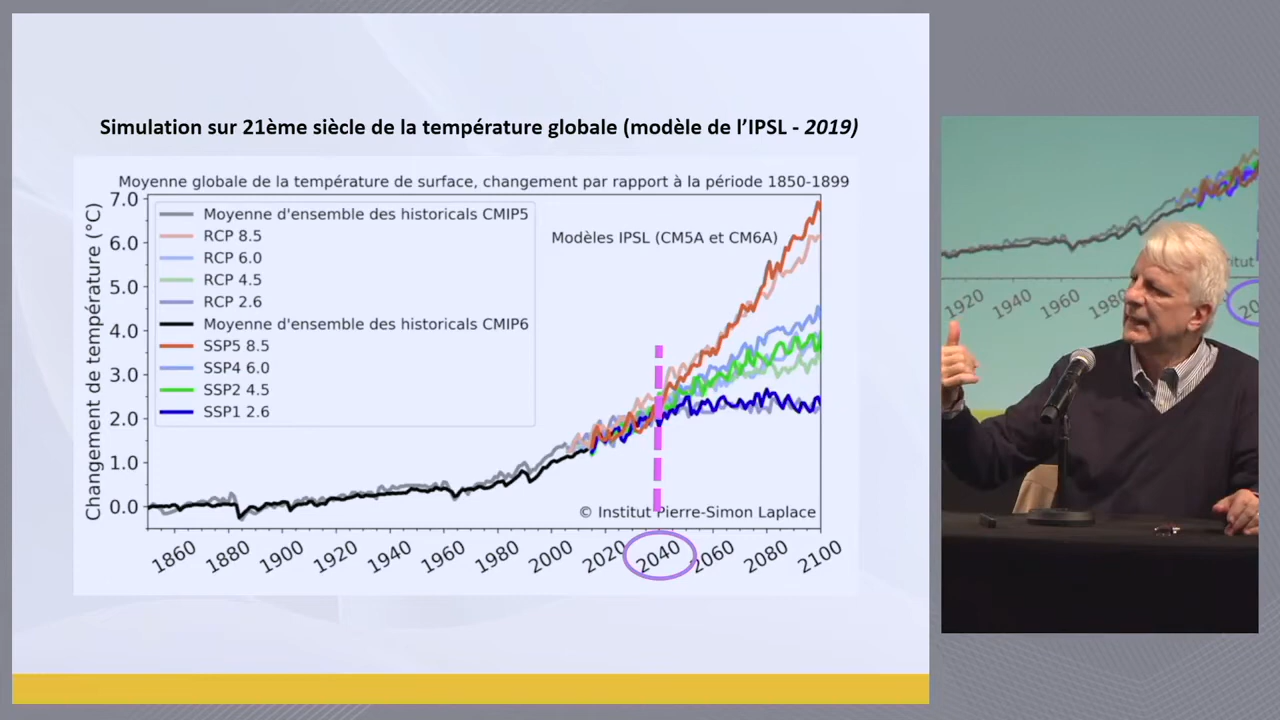 Simulation sur 21ème siècle de la température globale (modèle de l'IPSL - 2019)
Moyenne globale de la température de surface, changement par rapport à la période 1850-1899
Changement de température (°C)
7.0
6.0
5.0
4.0
3.0
2.0
1.0
0.0
Moyenne d'ensemble des historicals CMIP5
RCP 8.5
RCP 6.0
RCP 4.5
RCP 2.6
Moyenne d'ensemble des historicals CMIP6
SSP5 8.5
SSP4 6.0
SSP2 4.5
SSP1 2.6
Modèles IPSL (CM5A et CM6A)
© Institut Pierre-Simon Laplace
1860 1880 1900 1920 1940 1960 1980 2000 2020 2040 2060 2080 2100
1920 1940 1960